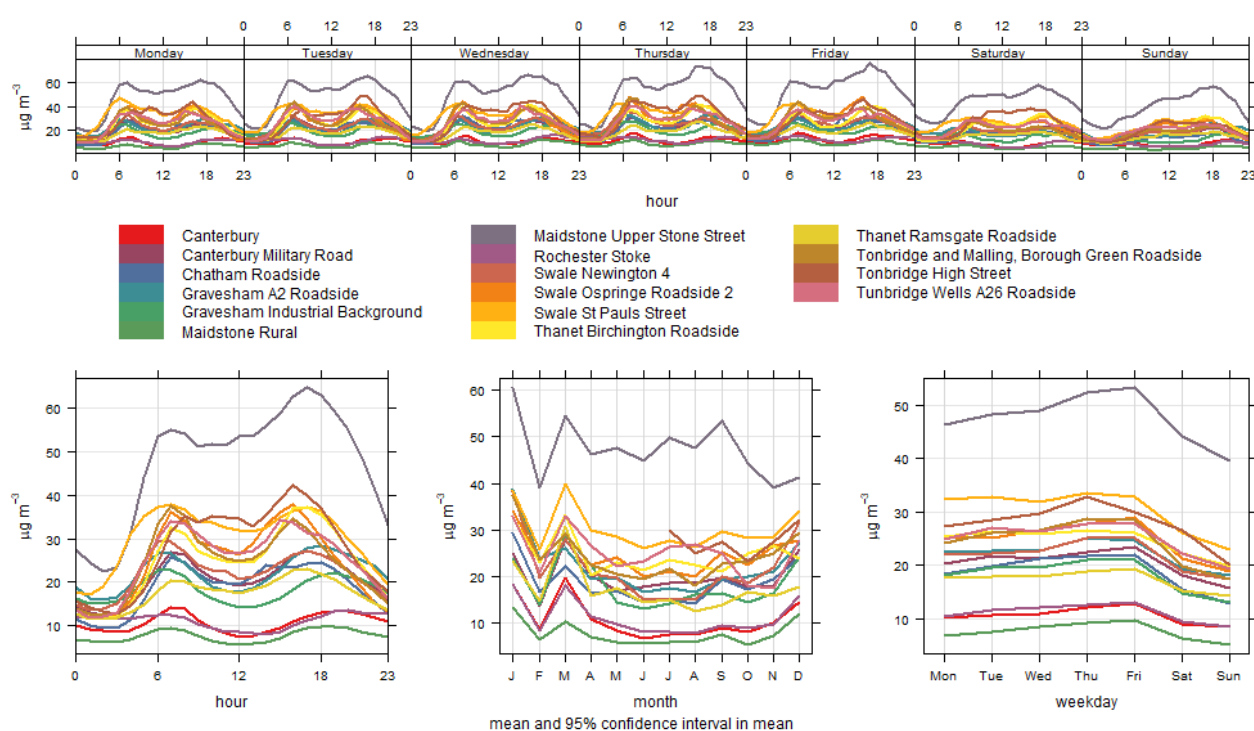 0 6 12 18 23 0 6 12 18 23 0 6 12 18 23
Monday Tuesday Wednesday Thursday Friday Saturday Sunday
µg m⁻³
60
40
20
0 6 12 18 23 0 6 12 18 23 0 6 12 18 23 0 6 12 18 23
hour
Canterbury
Canterbury Military Road
Chatham Roadside
Gravesham A2 Roadside
Gravesham Industrial Background
Maidstone Rural
Maidstone Upper Stone Street
Rochester Stoke
Swale Newington 4
Swale Ospringe Roadside 2
Swale St Pauls Street
Thanet Birchington Roadside
Thanet Ramsgate Roadside
Tonbridge and Malling, Borough Green Roadside
Tonbridge High Street
Tunbridge Wells A26 Roadside
µg m⁻³
60
50
40
30
20
10
0 6 12 18 23
hour
µg m⁻³
60
50
40
30
20
10
J F M A M J J A S O N D
month
µg m⁻³
50
40
30
20
10
Mon Tue Wed Thu Fri Sat Sun
weekday
mean and 95% confidence interval in mean